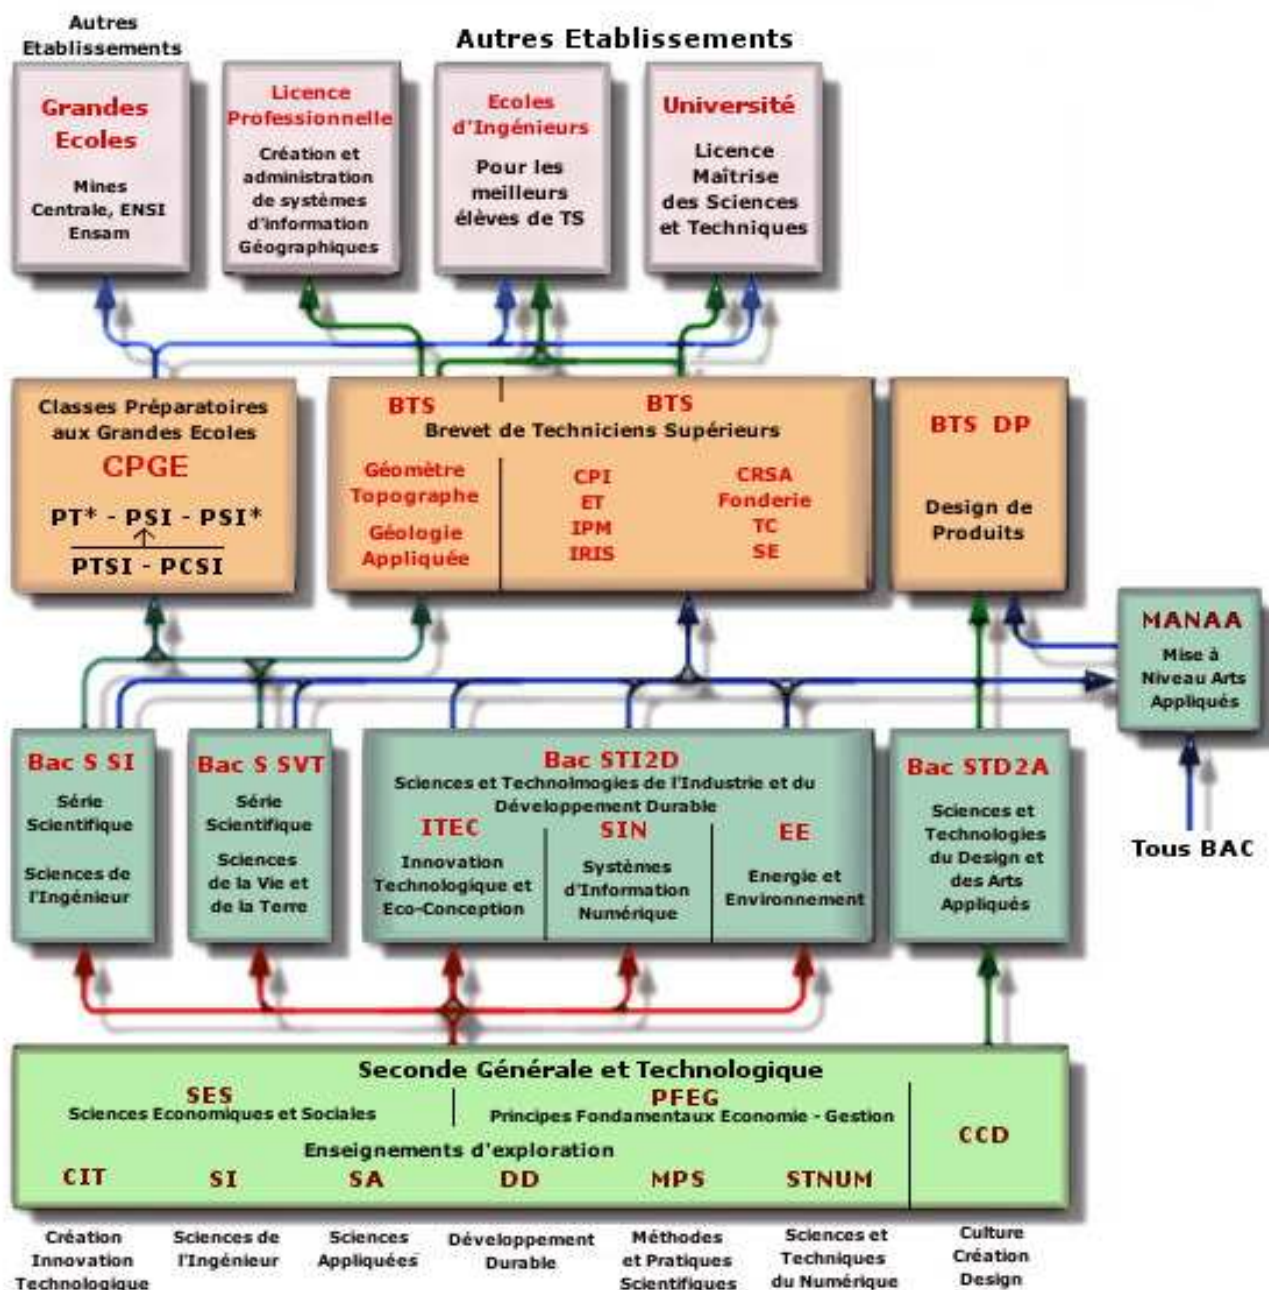 Autres
Etablissements
Autres Etablissements
Grandes
Ecoles
Mines
Centrale, ENSI
Ensam
Licence
Professionnelle
Création et
administration
de systèmes
d'information
Géographiques
Ecoles
d'Ingénieurs
Pour les
meilleurs
élèves de TS
Université
Licence
Maîtrise
des Sciences
et Techniques
Classes Préparatoires
aux Grandes Ecoles
CPGE
PT* - PSI - PSI*
PTSI - PCSI
BTS
BTS
Brevet de Techniciens Supérieurs
Géomètre
Topographe
Géologie
Appliquée
CPI
ET
IPM
IRIS
CRSA
Fonderie
TC
SE
BTS DP
Design de
Produits
MANAA
Mise à
Niveau Arts
Appliqués
Tous BAC
Bac S SI
Série
Scientifique
Sciences de
l'Ingénieur
Bac S SVT
Série
Scientifique
Sciences
de la Vie et
de la Terre
Bac STI2D
Sciences et Technoimogies de l'Industrie et du
Développement Durable
ITEC
Innovation
Technologique et
Eco-Conception
SIN
Systèmes
d'Information
Numérique
EE
Energie et
Environnement
Bac STD2A
Sciences et
Technologies
du Design et
des Arts
Appliqués
Seconde Générale et Technologique
SES
Sciences Economiques et Sociales
PFEG
Principes Fondamentaux Economie - Gestion
Enseignements d'exploration
CIT
SI
SA
DD
MPS
STNUM
CCD
Création
Innovation
Technologique
Sciences de
l'Ingénieur
Sciences
Appliquées
Développement
Durable
Méthodes
et Pratiques
Scientifiques
Sciences et
Techniques
du Numérique
Culture
Création
Design